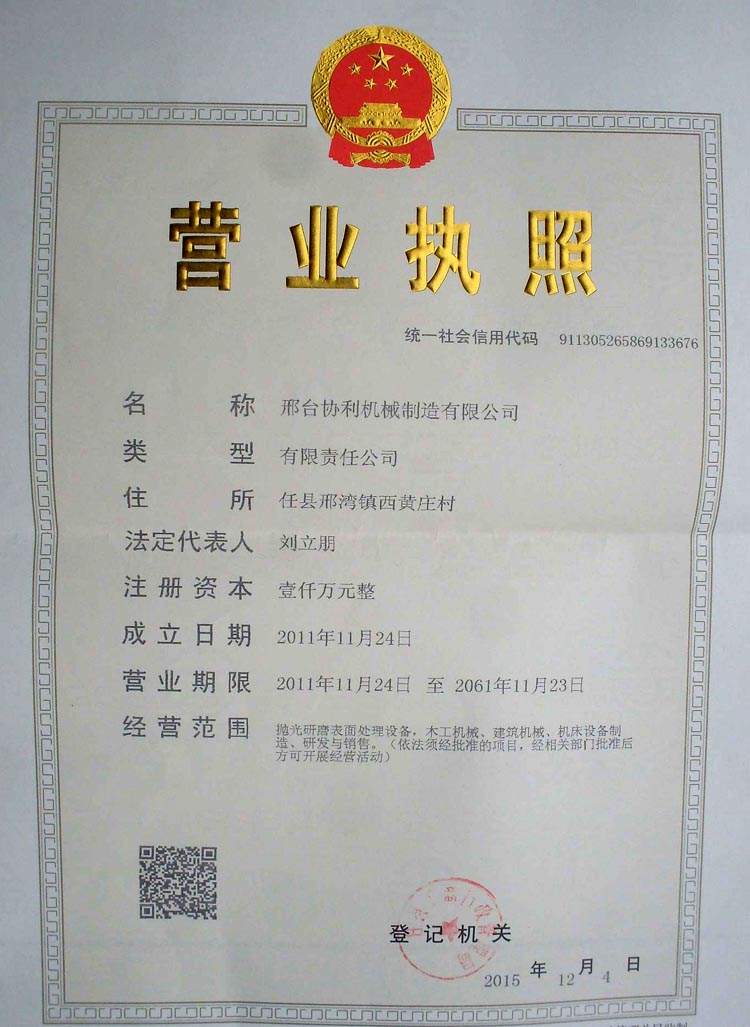 营业执照
统一社会信用代码 911305265869133676
名称 邢台协利机械制造有限公司
类型 有限责任公司
住所 任县邢湾镇西黄庄村
法定代表人 刘立朋
注册资本 壹仟万元整
成立日期 2011年11月24日
营业期限 2011年11月24日 至 2061年11月23日
经营范围 抛光研磨表面处理设备，木工机械、建筑机械、机床设备制
造、研发与销售。（依法须经批准的项目，经相关部门批准后
方可开展经营活动）
登记机关
2015 年 12 月 4 日